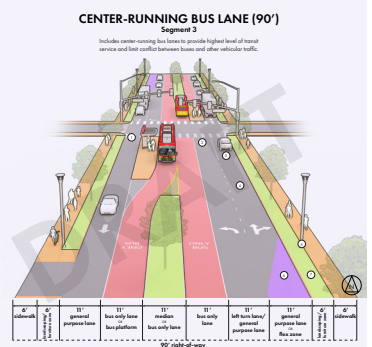 CENTER-RUNNING BUS LANE (90')
Segment 3
Includes center-running bus lanes to provide highest level of transit
service and limit conflict between buses and other vehicular traffic.
DRAFT
6'
sidewalk
6'
11'
general
purpose lane
11'
bus only lane
or
bus platform
11'
median
or
bus only lane
11'
bus only
lane
11'
left turn lane/
general
purpose lane
11'
general
purpose lane
or
flex zone
6'
6'
sidewalk
90' right-of-way